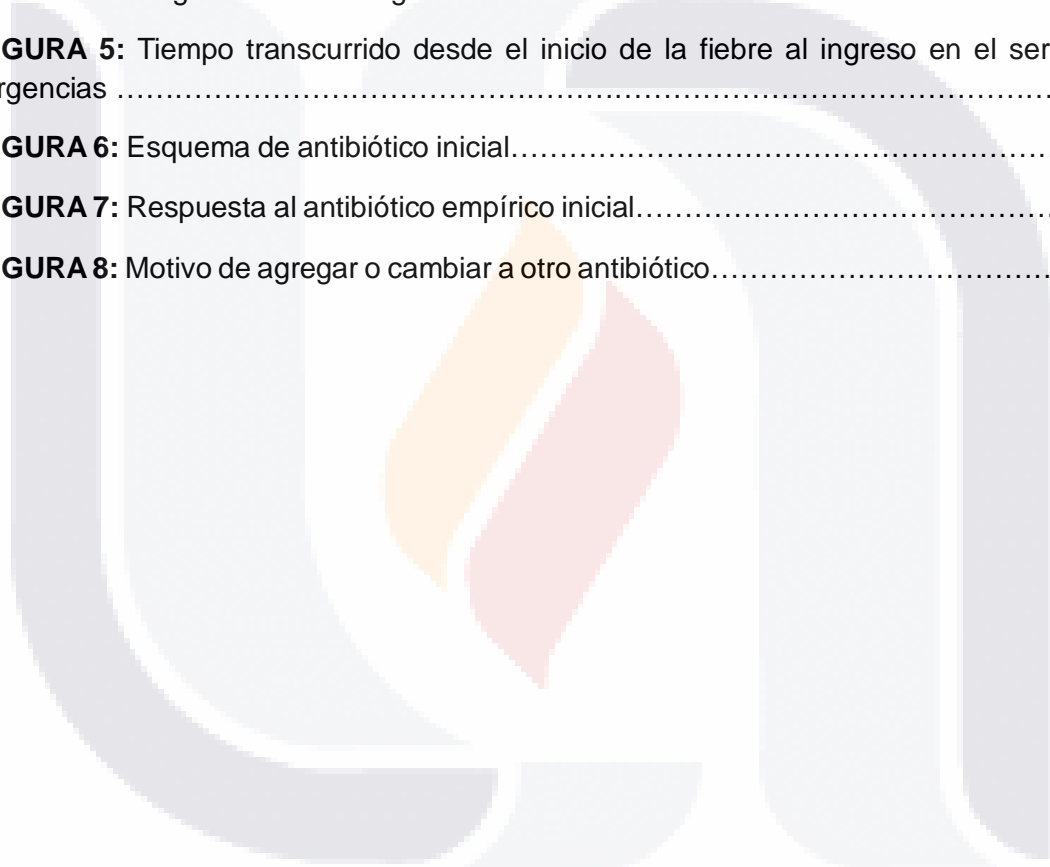 GURA 5: Tiempo transcurrido desde el inicio de la fiebre al ingreso en el ser
rgencias ........................................................................................
GURA 6: Esquema de antibiótico inicial........................................................
GURA 7: Respuesta al antibiótico empírico inicial...........................................
GURA 8: Motivo de agregar o cambiar a otro antibiótico..................................